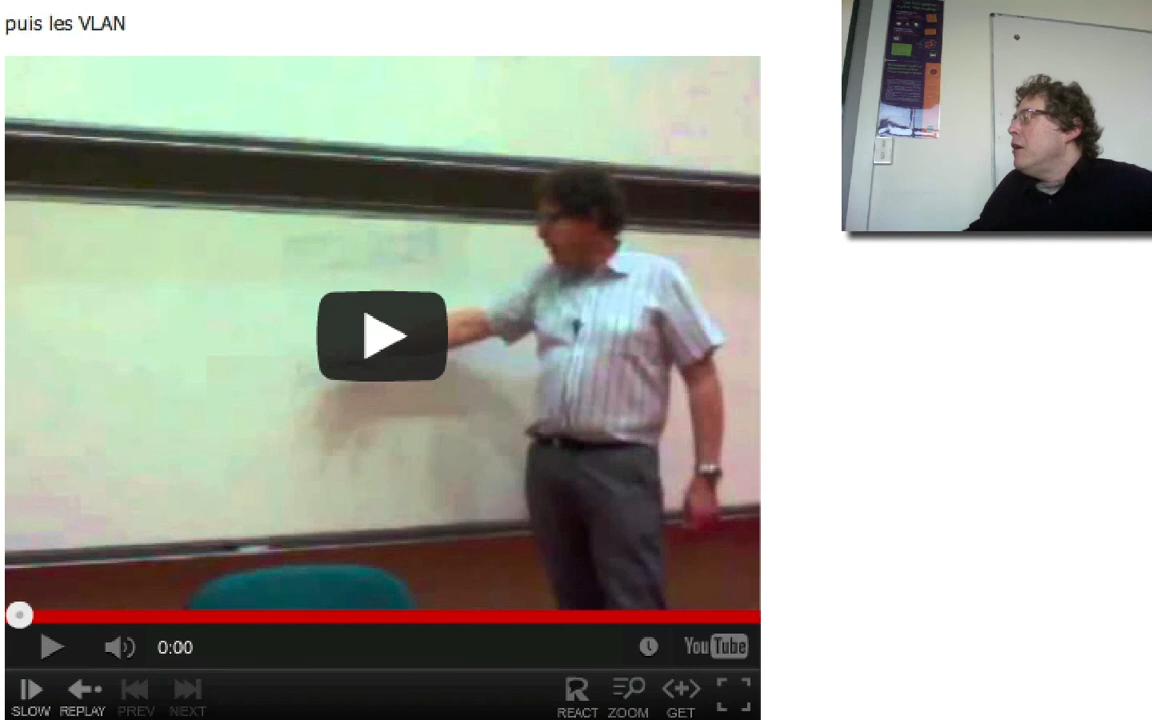 puis les VLAN
0:00
YouTube
SLOW REPLAY PREV NEXT
REACT ZOOM GET